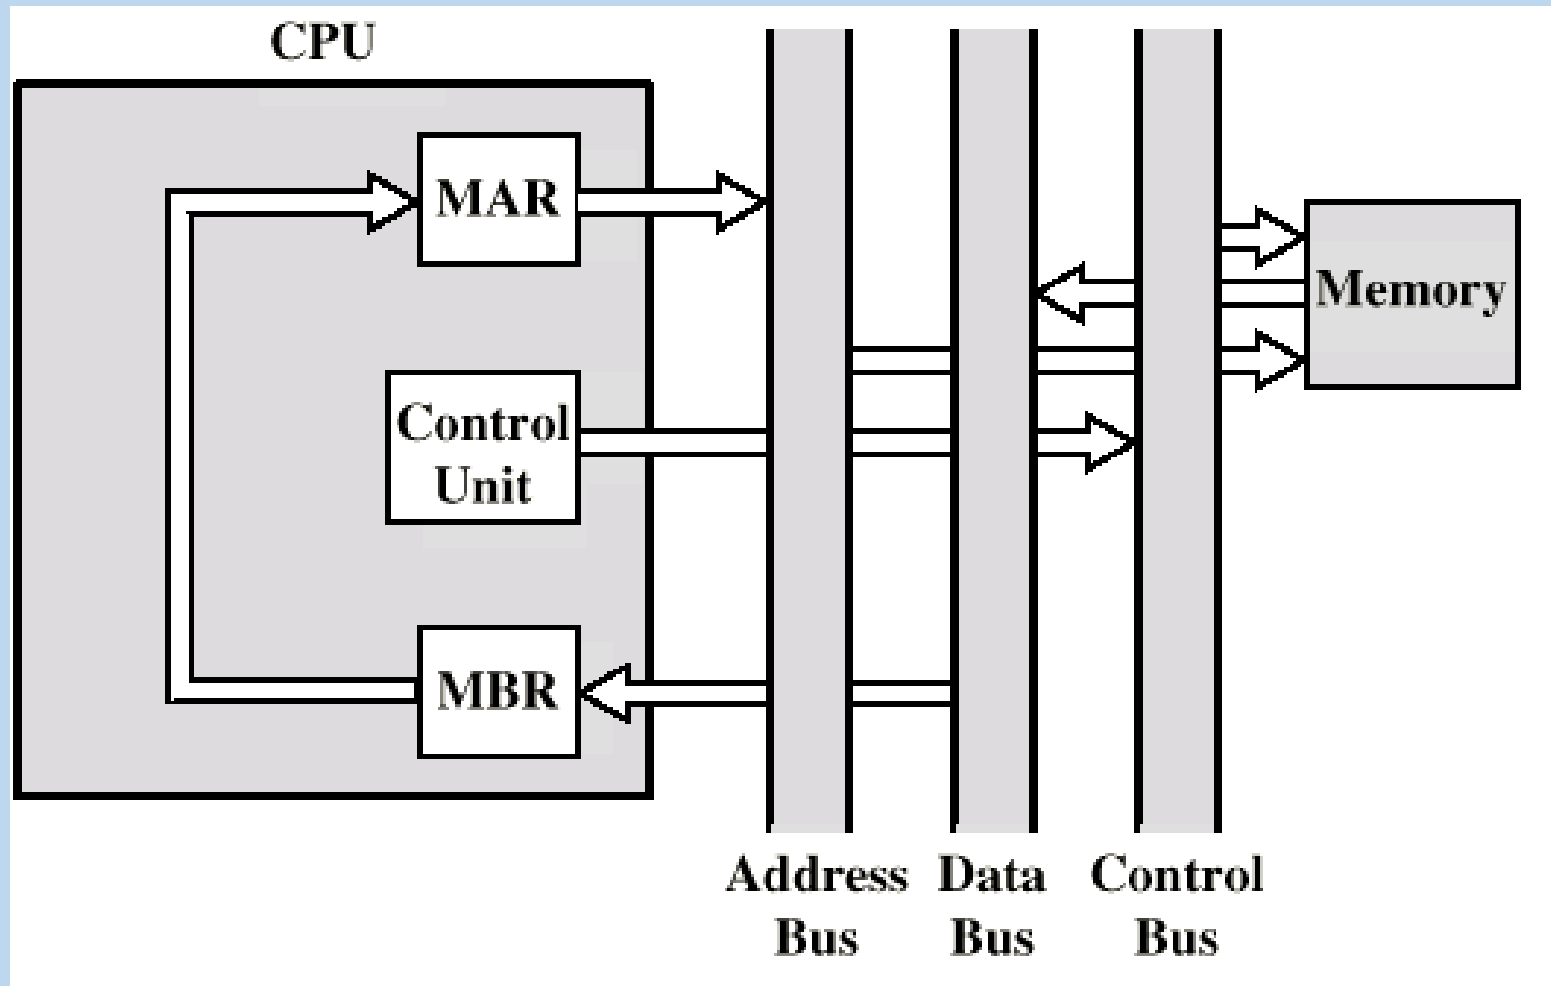 CPU
MAR
Memory
Control
Unit
MBR
Address
Bus
Data
Bus
Control
Bus